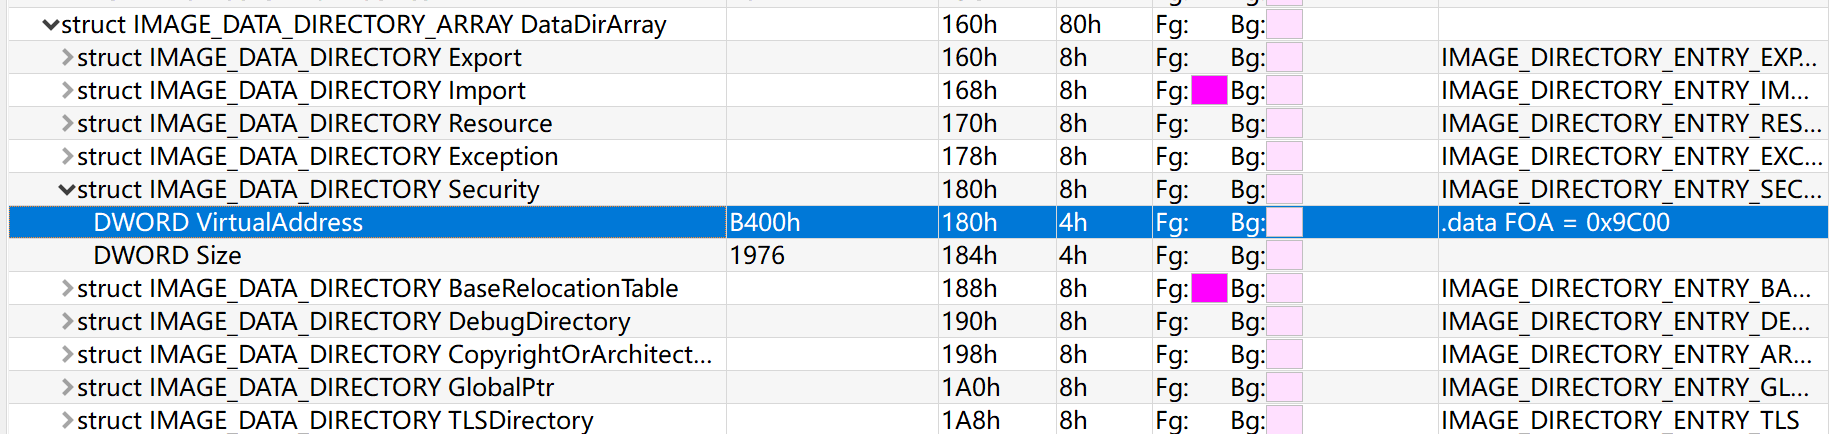 struct IMAGE_DATA_DIRECTORY_ARRAY DataDirArray 160h 80h Fg: Bg:
struct IMAGE_DATA_DIRECTORY Export 160h 8h Fg: Bg: IMAGE_DIRECTORY_ENTRY_EXP...
struct IMAGE_DATA_DIRECTORY Import 168h 8h Fg: Bg: IMAGE_DIRECTORY_ENTRY_IM...
struct IMAGE_DATA_DIRECTORY Resource 170h 8h Fg: Bg: IMAGE_DIRECTORY_ENTRY_RES...
struct IMAGE_DATA_DIRECTORY Exception 178h 8h Fg: Bg: IMAGE_DIRECTORY_ENTRY_EXC...
struct IMAGE_DATA_DIRECTORY Security 180h 8h Fg: Bg: IMAGE_DIRECTORY_ENTRY_SEC...
DWORD VirtualAddress B400h 180h 4h Fg: Bg: .data FOA = 0x9C00
DWORD Size 1976 184h 4h Fg: Bg:
struct IMAGE_DATA_DIRECTORY BaseRelocationTable 188h 8h Fg: Bg: IMAGE_DIRECTORY_ENTRY_BA...
struct IMAGE_DATA_DIRECTORY DebugDirectory 190h 8h Fg: Bg: IMAGE_DIRECTORY_ENTRY_DE...
struct IMAGE_DATA_DIRECTORY CopyrightOrArchitect... 198h 8h Fg: Bg: IMAGE_DIRECTORY_ENTRY_AR...
struct IMAGE_DATA_DIRECTORY GlobalPtr 1A0h 8h Fg: Bg: IMAGE_DIRECTORY_ENTRY_GL...
struct IMAGE_DATA_DIRECTORY TLSDirectory 1A8h 8h Fg: Bg: IMAGE_DIRECTORY_ENTRY_TLS